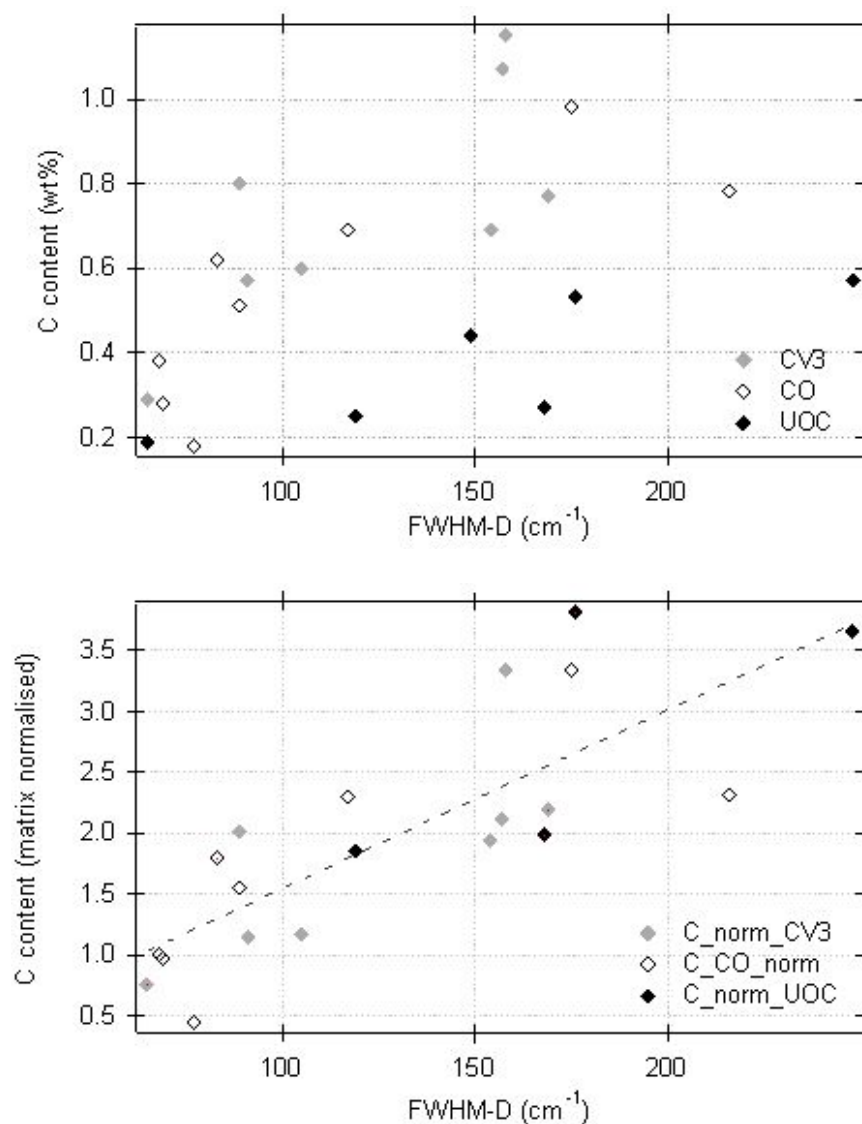 C content (wt%)
1.0
0.8
0.6
0.4
0.2
CV3
CO
UOC
100 150 200
FWHM-D (cm⁻¹)
C content (matrix normalised)
3.5
3.0
2.5
2.0
1.5
1.0
0.5
C_norm_CV3
C_CO_norm
C_norm_UOC
100 150 200
FWHM-D (cm⁻¹)